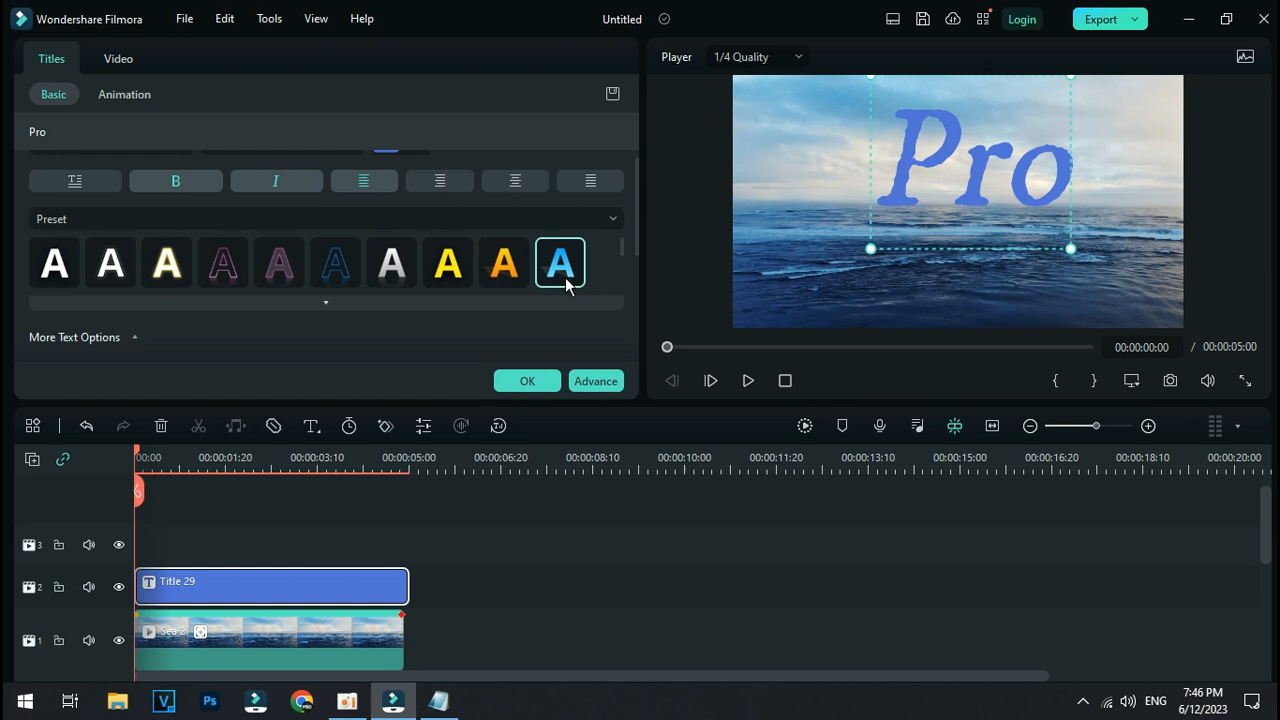 Wondershare Filmora File Edit Tools View Help Untitled Login Export
Titles Video Player 1/4 Quality
Basic Animation
Pro
Pro
B I
Preset
A A A A A A A A A A
More Text Options
00:00:00:00 / 00:00:05:00
OK Advance
00:00 00:00:01:20 00:00:03:10 00:00:05:00 00:00:06:20 00:00:08:10 00:00:10:00 00:00:11:20 00:00:13:10 00:00:15:00 00:00:16:20 00:00:18:10 00:00:20:00
3
2 T Title 29
1 Sea 2
V Ps ENG 7:46 PM
6/12/2023